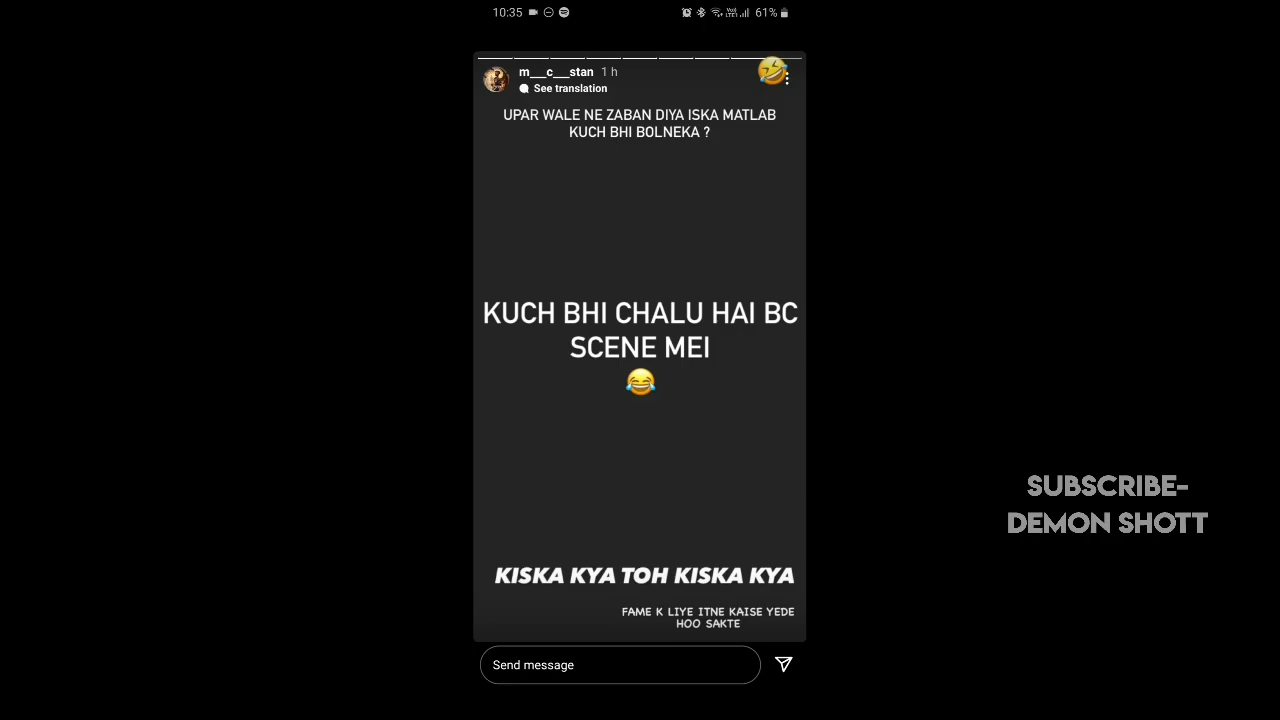 10:35
61%
m___c___stan 1 h
See translation
UPAR WALE NE ZABAN DIYA ISKA MATLAB
KUCH BHI BOLNEKA ?
KUCH BHI CHALU HAI BC
SCENE MEI
😂
KISKA KYA TOH KISKA KYA
FAME K LIYE ITNE KAISE YEDE
HOO SAKTE
Send message
SUBSCRIBE-
DEMON SHOTT